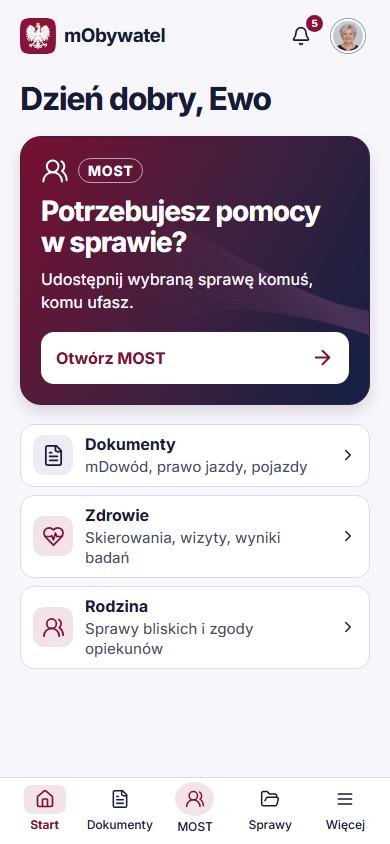 mObywatel
5
Dzień dobry, Ewo
MOST
Potrzebujesz pomocy
w sprawie?
Udostępnij wybraną sprawę komuś,
komu ufasz.
Otwórz MOST
Dokumenty
mDowód, prawo jazdy, pojazdy
Zdrowie
Skierowania, wizyty, wyniki
badań
Rodzina
Sprawy bliskich i zgody
opiekunów
Start
Dokumenty
MOST
Sprawy
Więcej